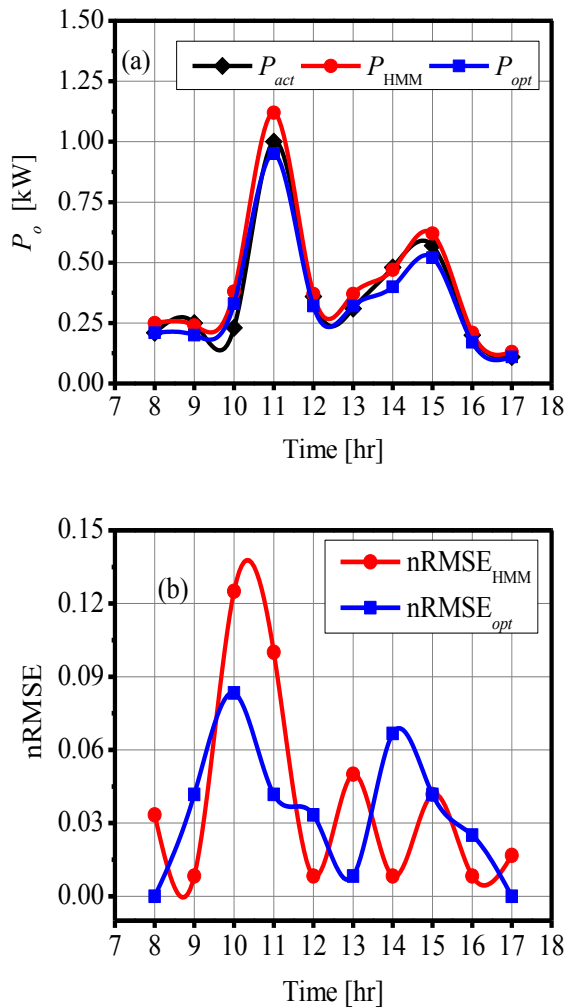 1.50
(a)
P_act P_HMM P_opt
1.25
1.00
0.75
0.50
0.25
0.00
P_o [kW]
7 8 9 10 11 12 13 14 15 16 17 18
Time [hr]
0.15
(b)
nRMSE_HMM
nRMSE_opt
0.12
0.09
0.06
0.03
0.00
nRMSE
7 8 9 10 11 12 13 14 15 16 17 18
Time [hr]